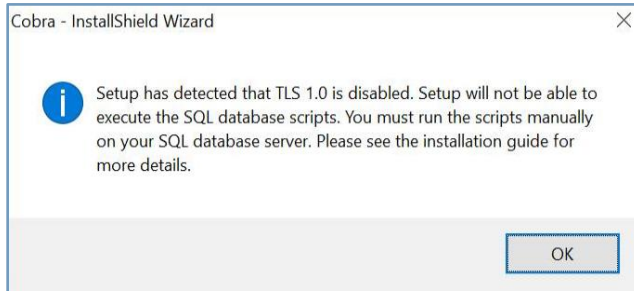 Cobra - InstallShield Wizard
Setup has detected that TLS 1.0 is disabled. Setup will not be able to
execute the SQL database scripts. You must run the scripts manually
on your SQL database server. Please see the installation guide for
more details.
OK